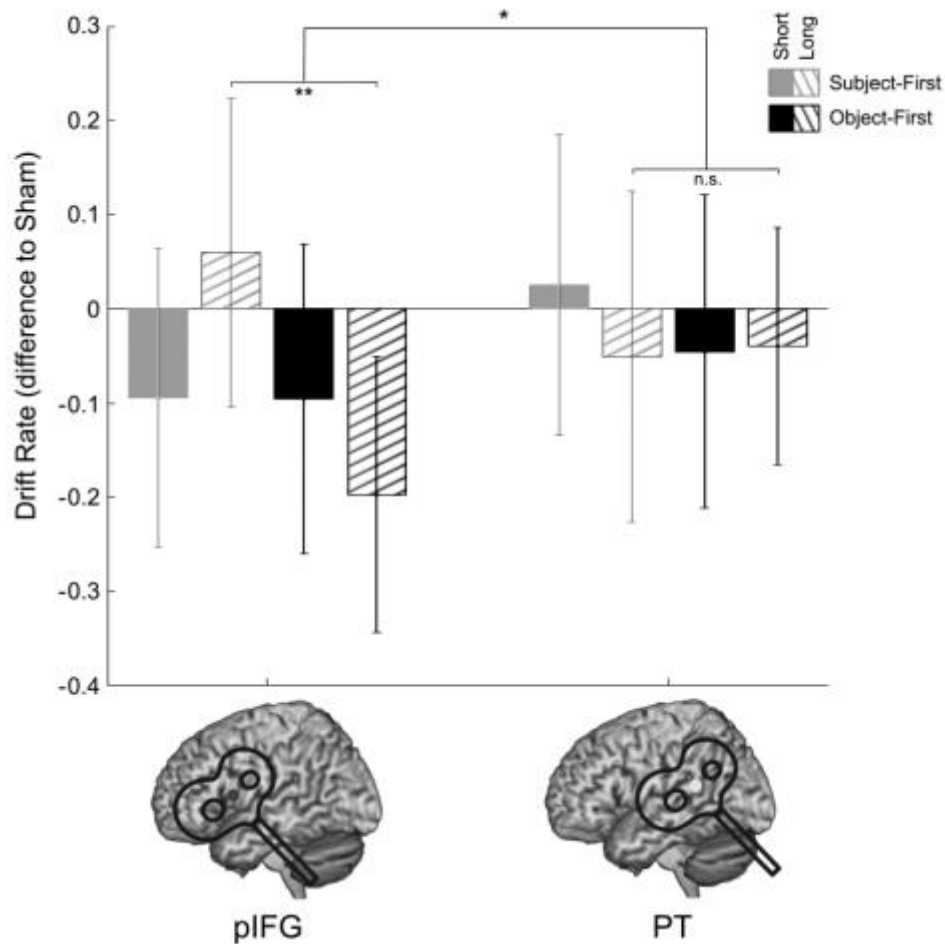 0.3
0.2
0.1
0
-0.1
-0.2
-0.3
-0.4
Drift Rate (difference to Sham)
*
**
n.s.
Short
Long
Subject-First
Object-First
pIFG
PT